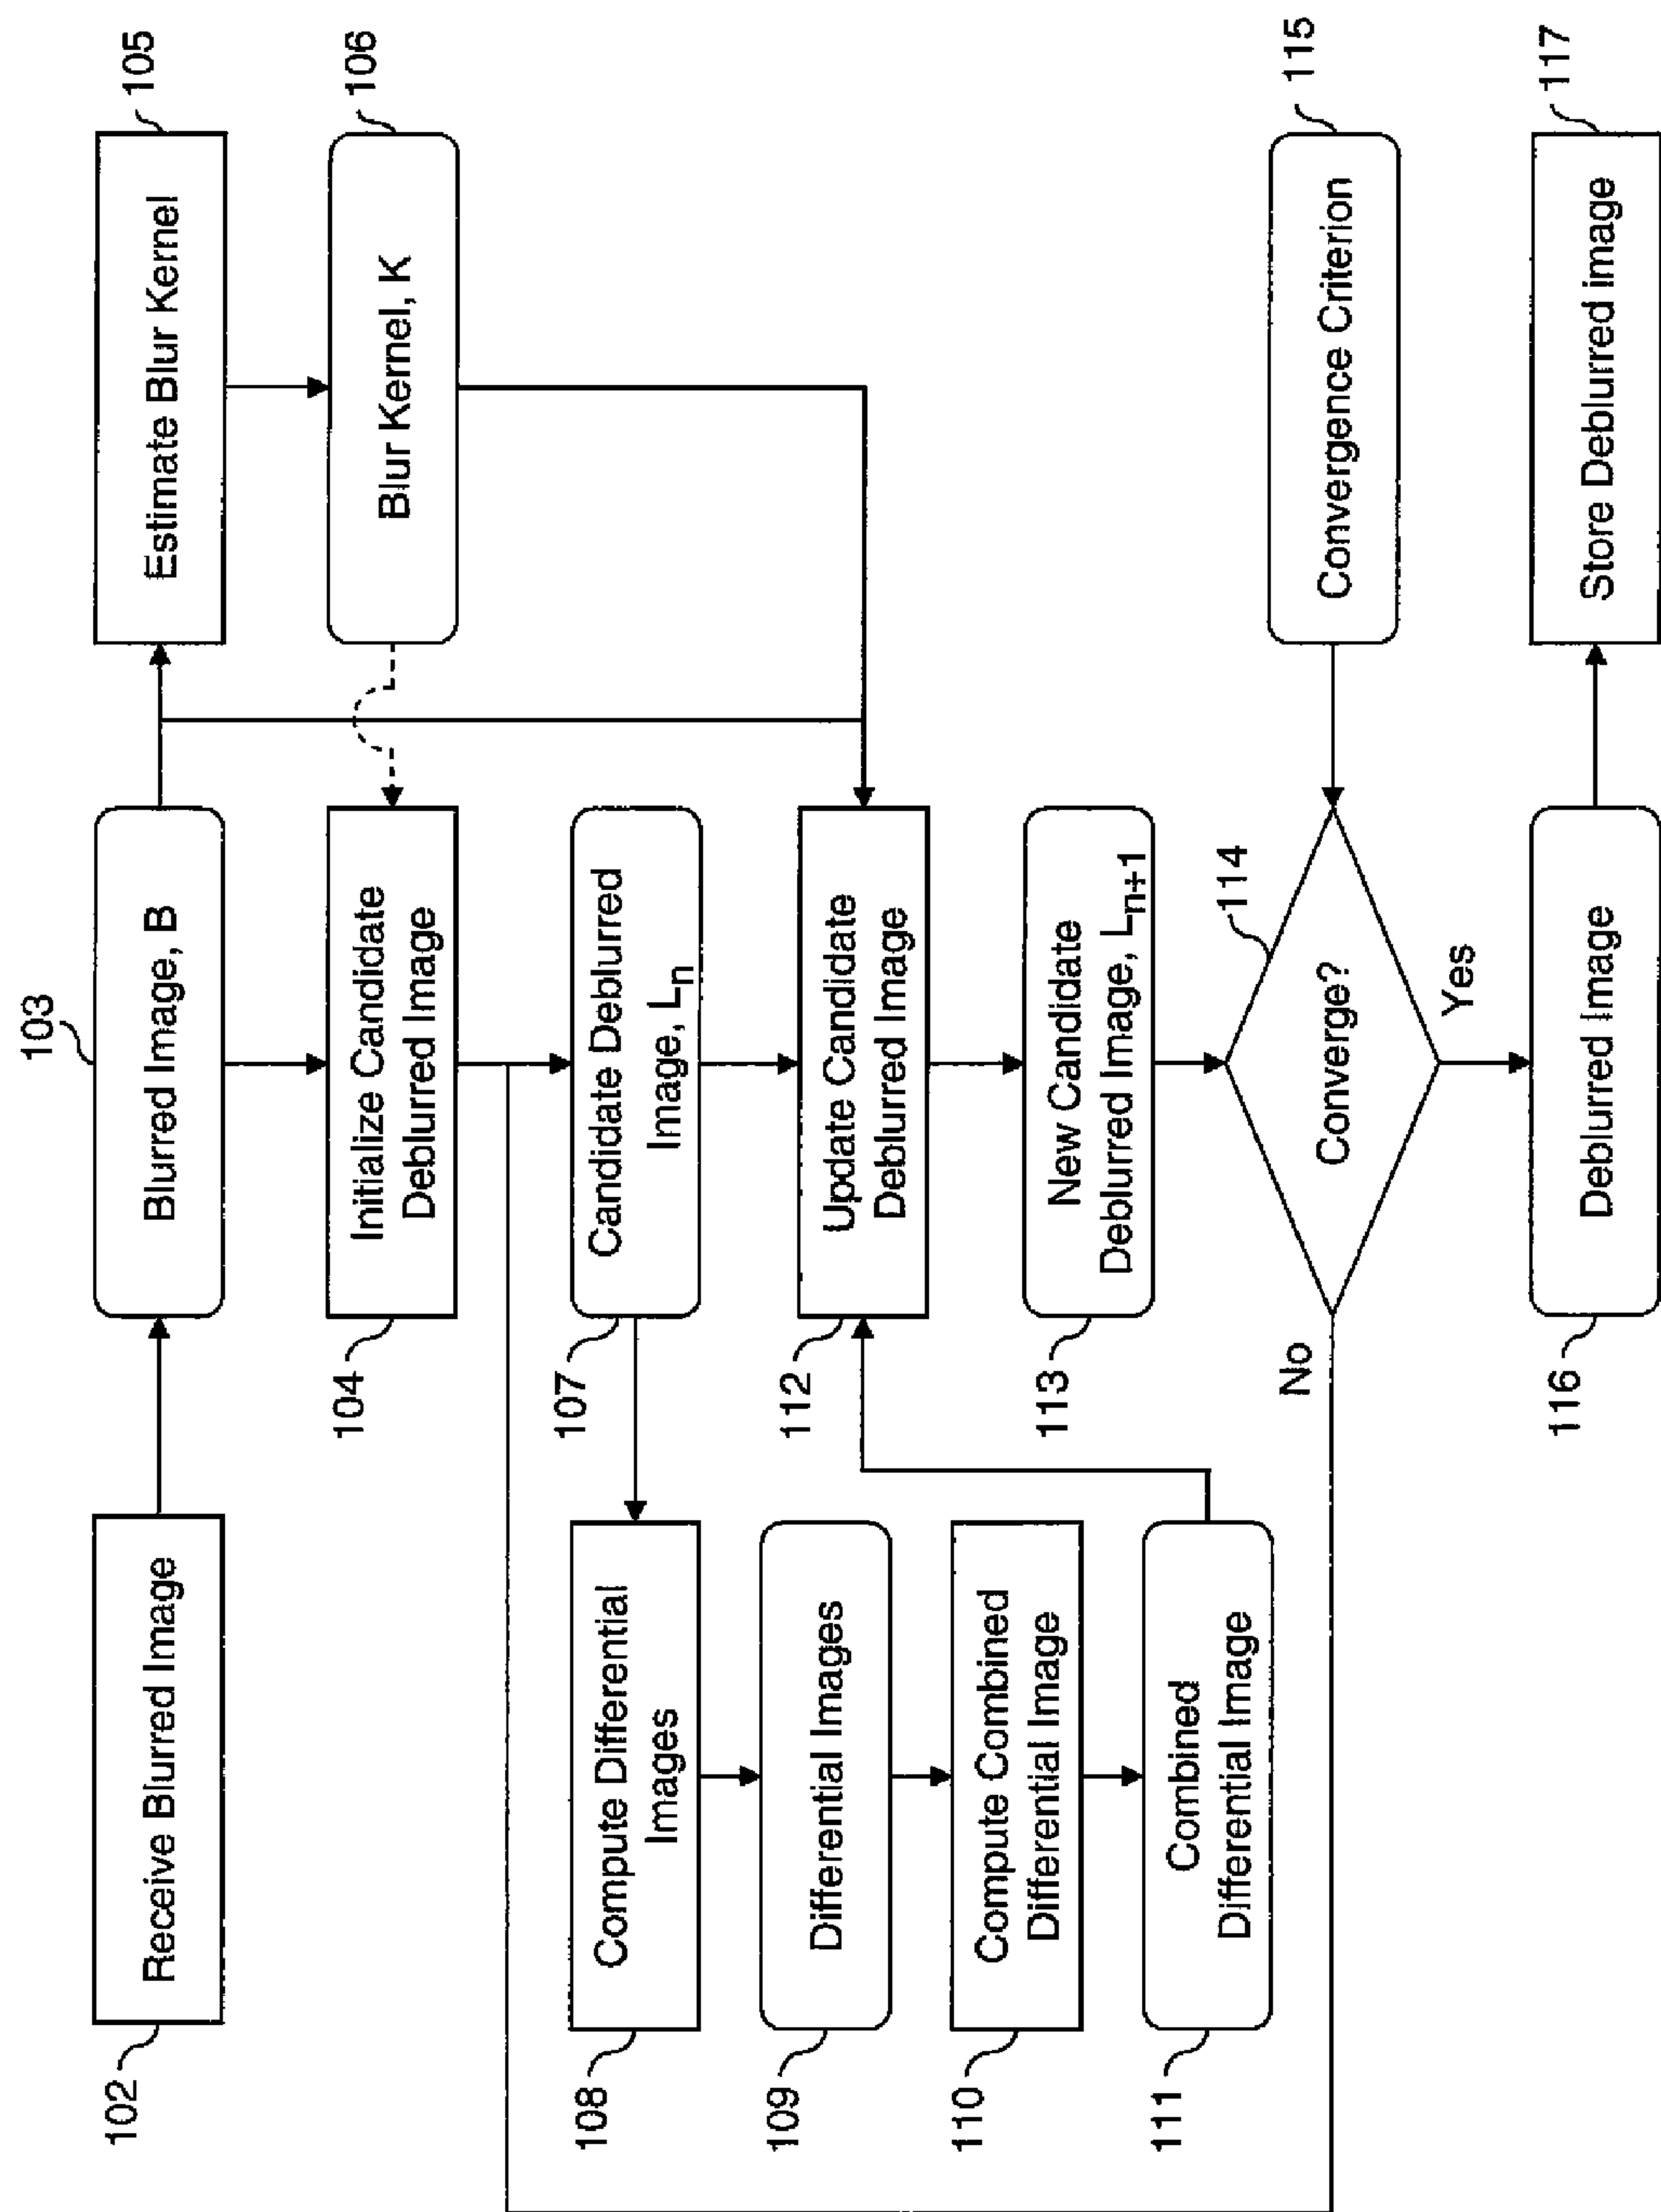 102
Receive Blurred Image
103
Blurred Image, B
105
Estimate Blur Kernel
104
Initialize Candidate
Deblurred Image
106
Blur Kernel, K
107
Candidate Deblurred
Image, Ln
108
Compute Differential
Images
109
Differential Images
110
Compute Combined
Differential Image
111
Combined
Differential Image
112
Update Candidate
Deblurred Image
113
New Candidate
Deblurred Image, Ln+1
114
Converge?
No
Yes
115
Convergence Criterion
116
Deblurred Image
117
Store Deblurred image